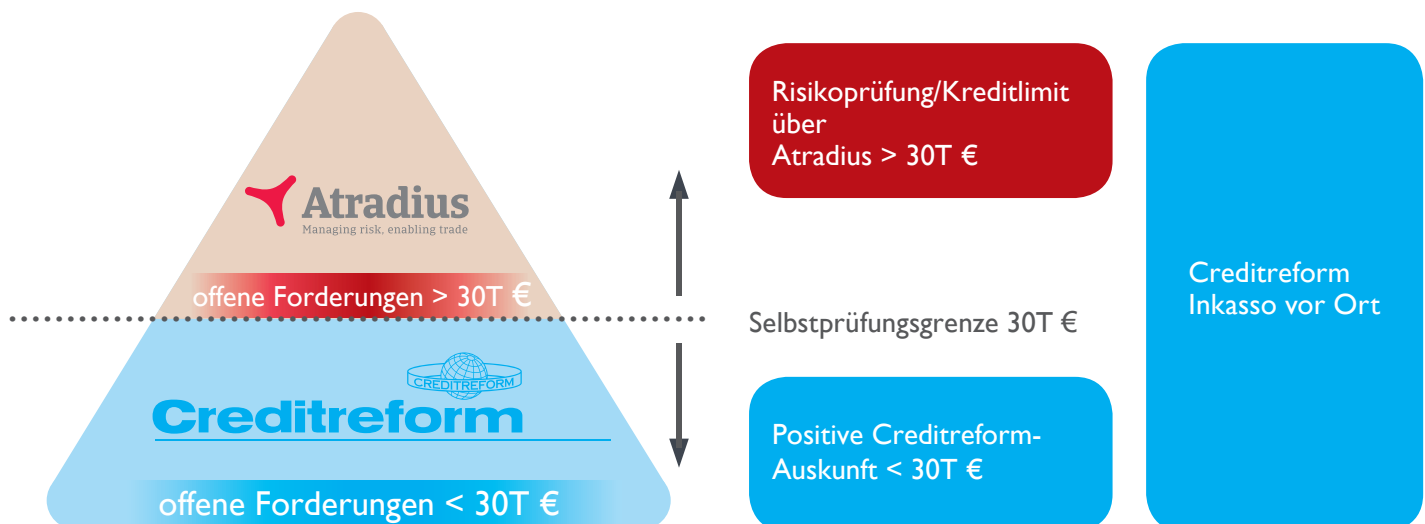 Atradius
Managing risk, enabling trade
offene Forderungen > 30T €
CREDITREFORM
Creditreform
offene Forderungen < 30T €
Risikoprüfung/Kreditlimit
über
Atradius > 30T €
Selbstprüfungsgrenze 30T €
Positive Creditreform-
Auskunft < 30T €
Creditreform
Inkasso vor Ort